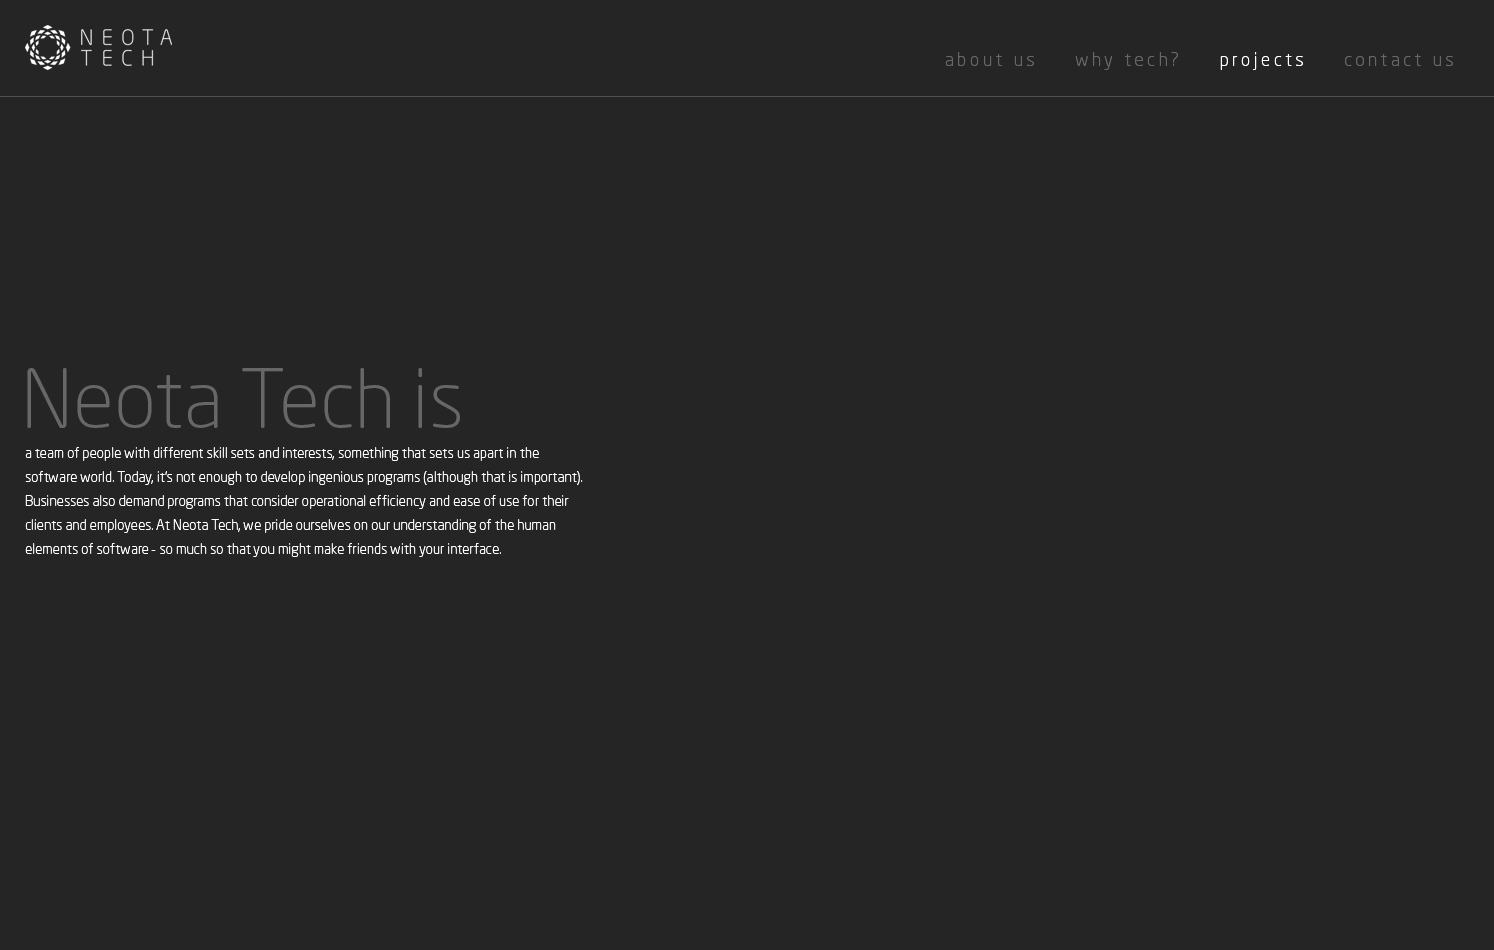 NEOTA
TECH
about us why tech? projects contact us
Neota Tech is
a team of people with different skill sets and interests, something that sets us apart in the
software world. Today, it's not enough to develop ingenious programs (although that is important).
Businesses also demand programs that consider operational efficiency and ease of use for their
clients and employees. At Neota Tech, we pride ourselves on our understanding of the human
elements of software - so much so that you might make friends with your interface.